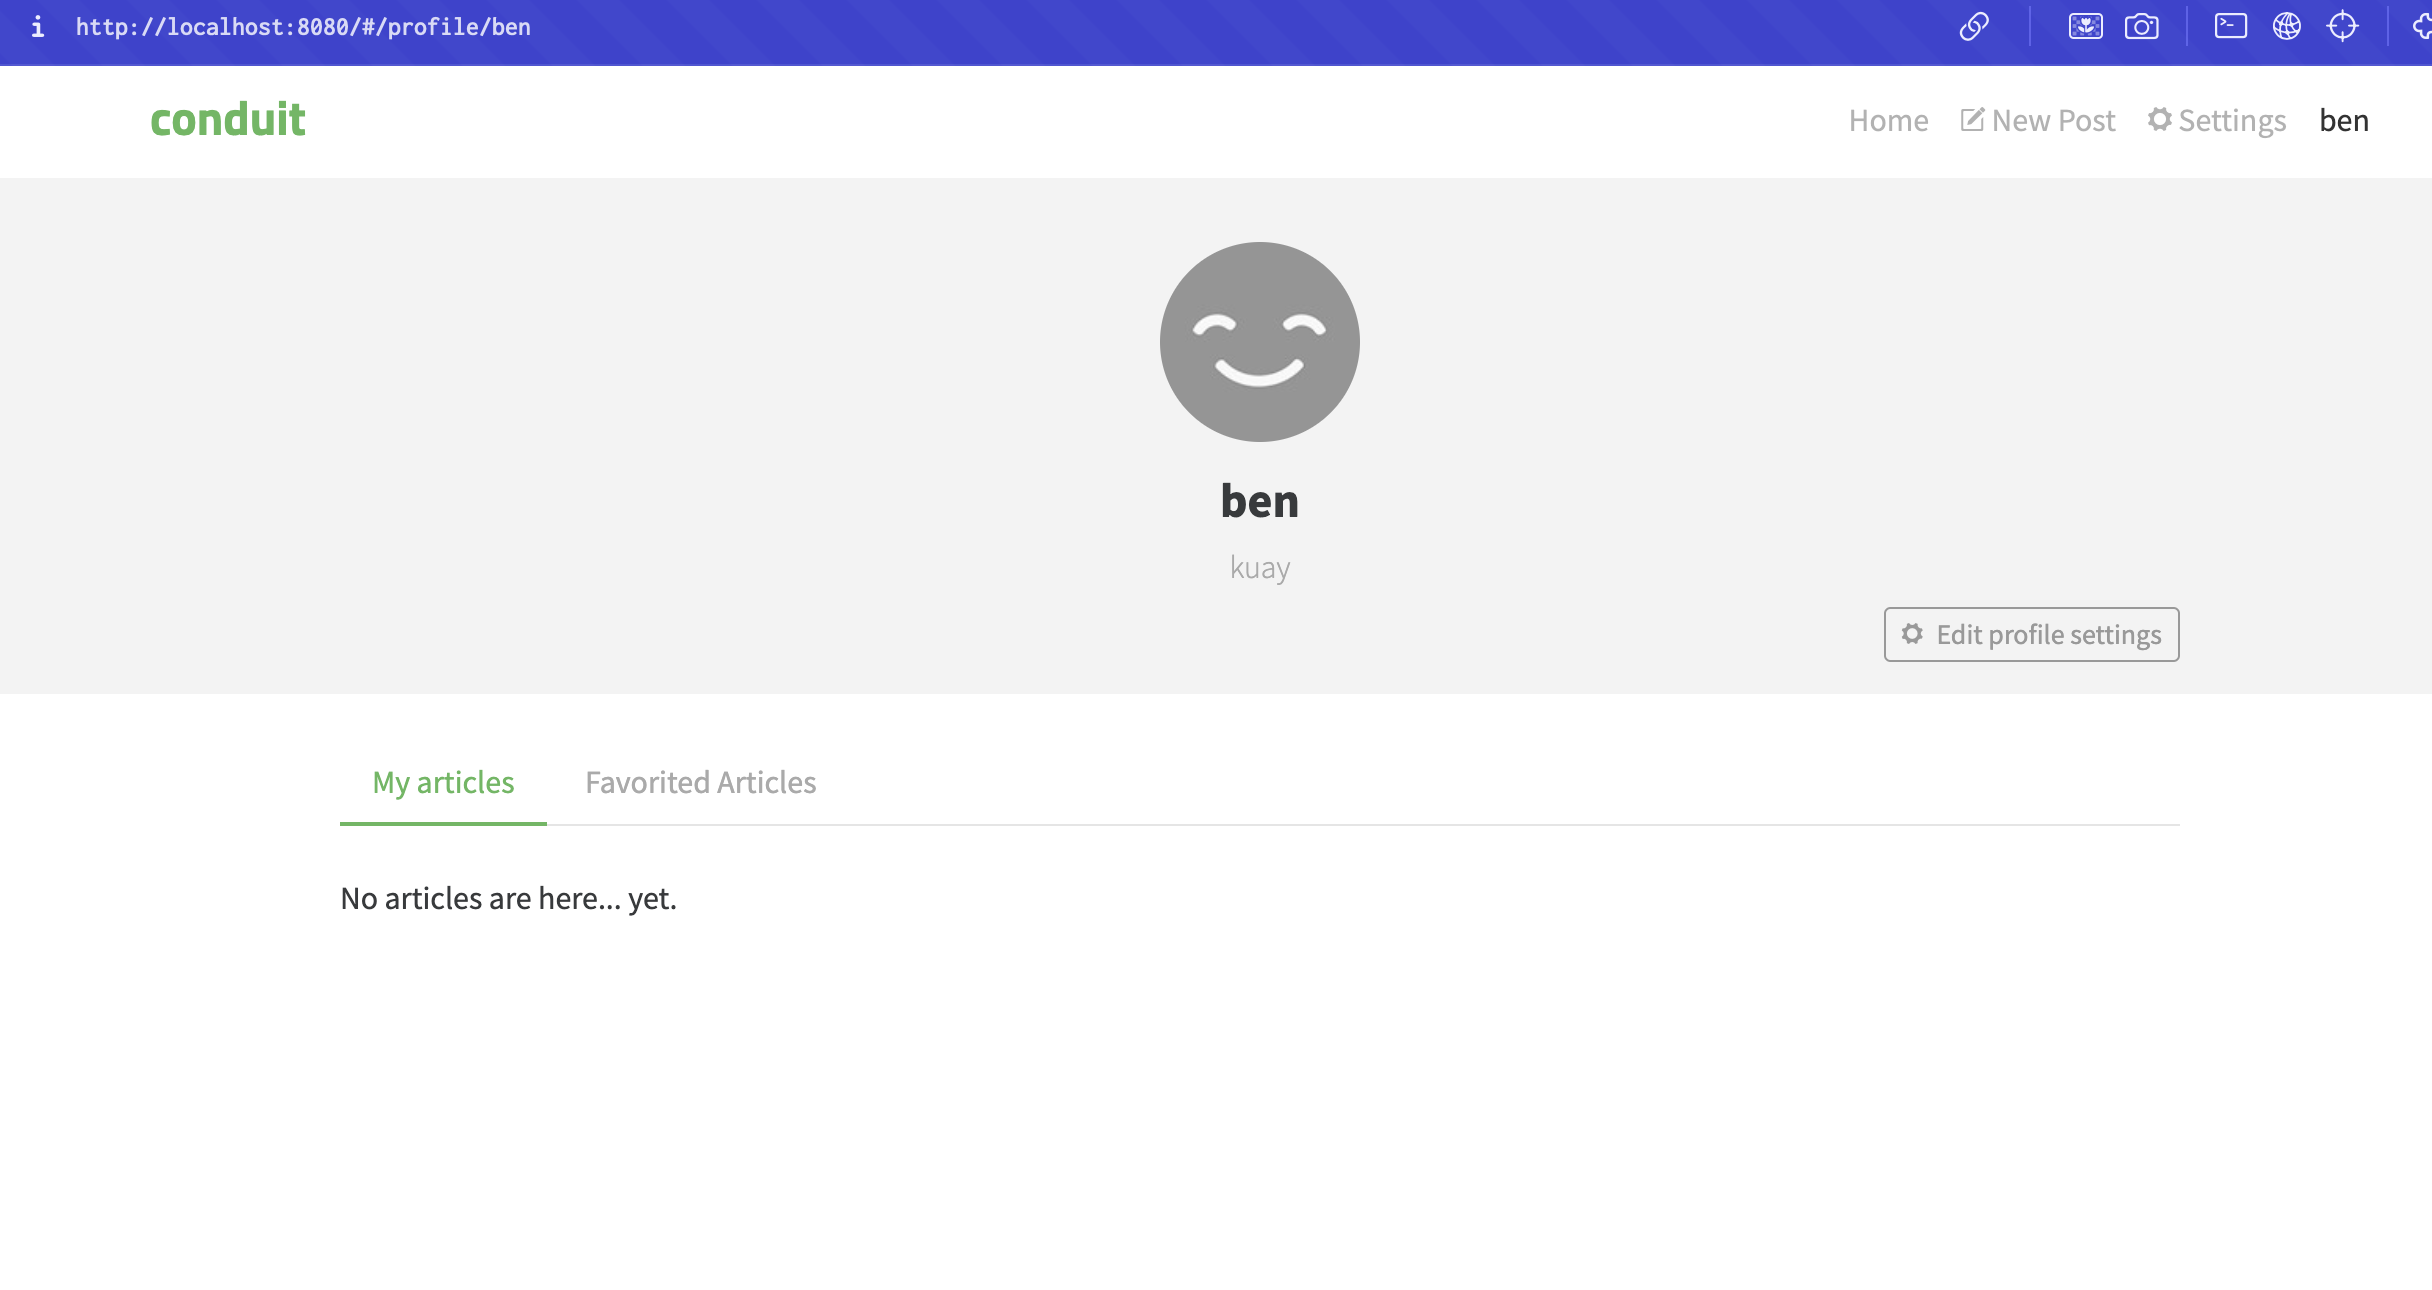 i http://localhost:8080/#/profile/ben
conduit
Home New Post Settings ben
ben
kuay
Edit profile settings
My articles Favorited Articles
No articles are here... yet.